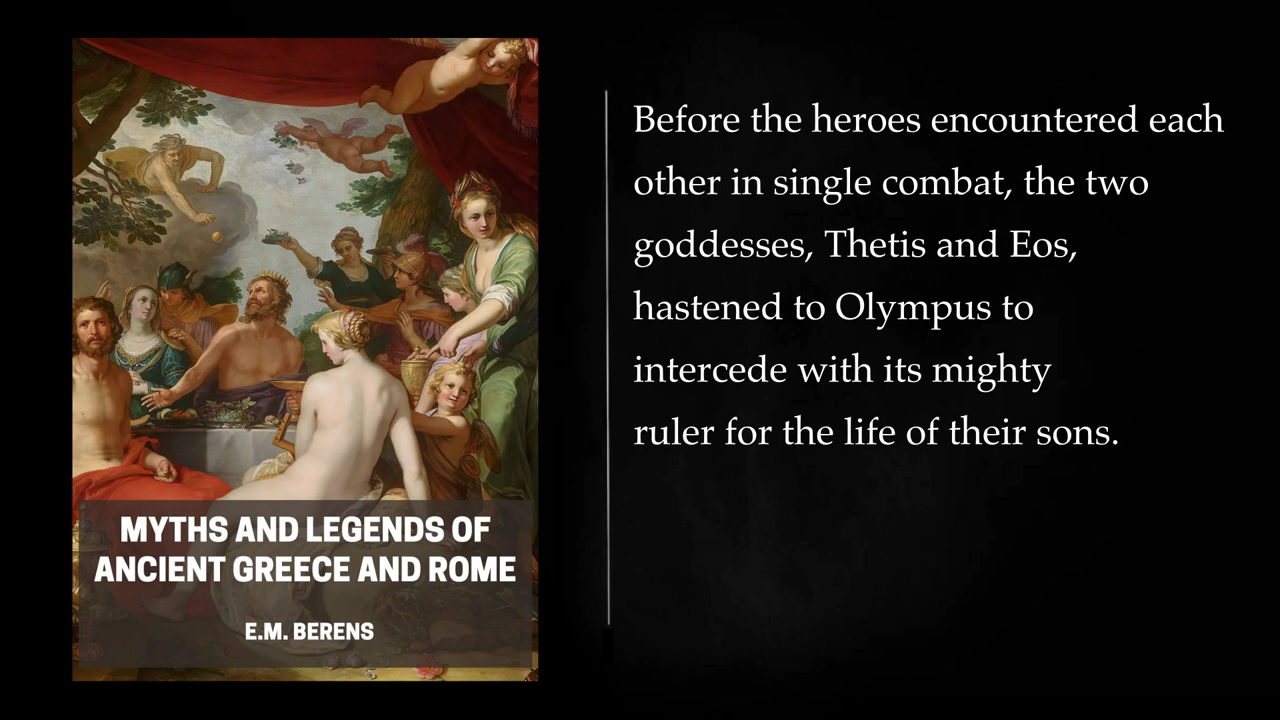 MYTHS AND LEGENDS OF
ANCIENT GREECE AND ROME
E.M. BERENS
Before the heroes encountered each
other in single combat, the two
goddesses, Thetis and Eos,
hastened to Olympus to
intercede with its mighty
ruler for the life of their sons.